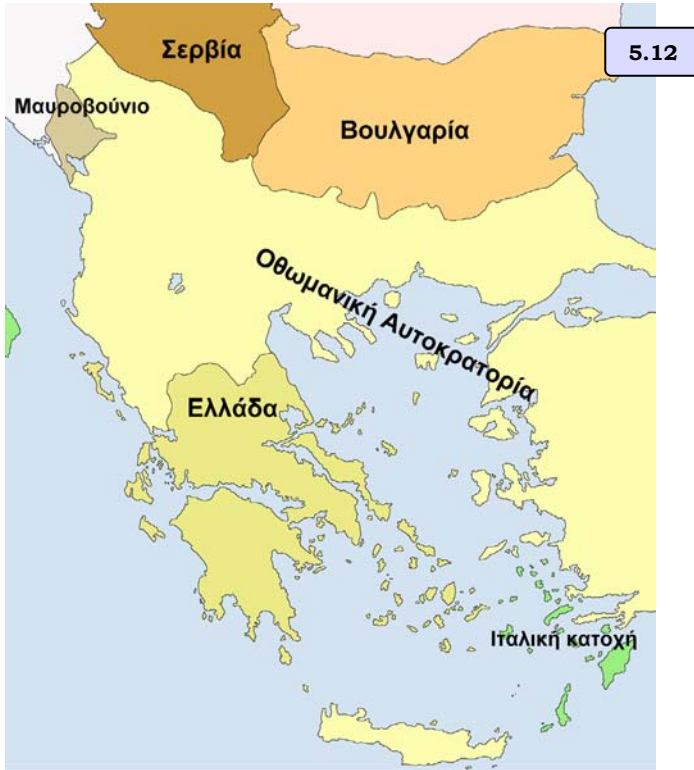 Σερβία
5.12
Μαυροβούνιο
Βουλγαρία
Οθωμανική Αυτοκρατορία
Ελλάδα
Ιταλική κατοχή